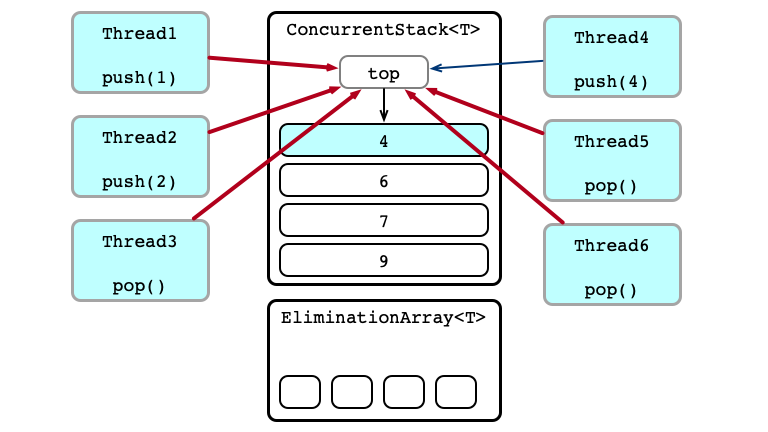 Thread1
push(1)
Thread2
push(2)
Thread3
pop()
ConcurrentStack<T>
top
4
6
7
9
EliminationArray<T>
Thread4
push(4)
Thread5
pop()
Thread6
pop()